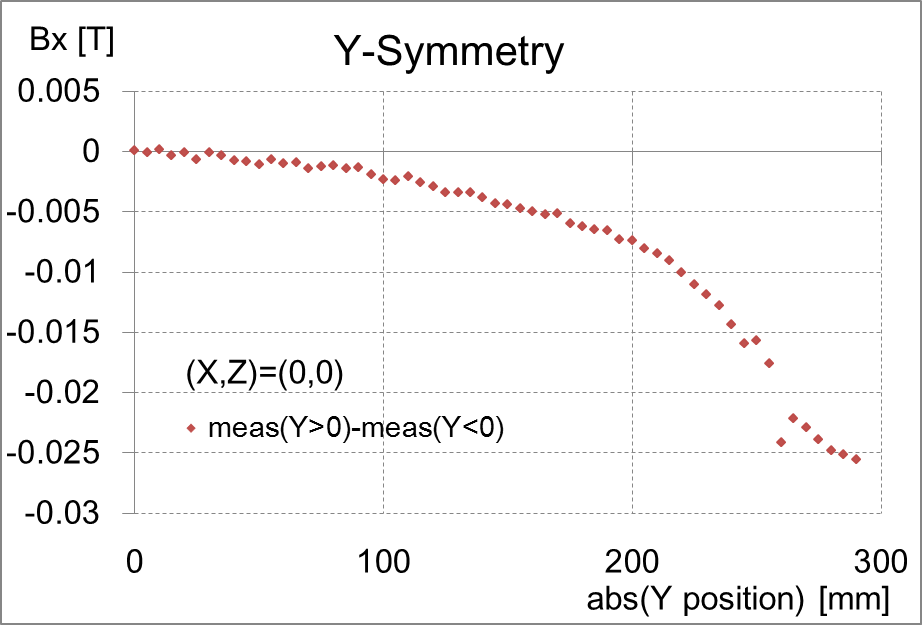 Bx [T]
Y-Symmetry
0.005
0
-0.005
-0.01
-0.015
-0.02
-0.025
-0.03
(X,Z)=(0,0)
meas(Y>0)-meas(Y<0)
0 100 200 300
abs(Y position) [mm]